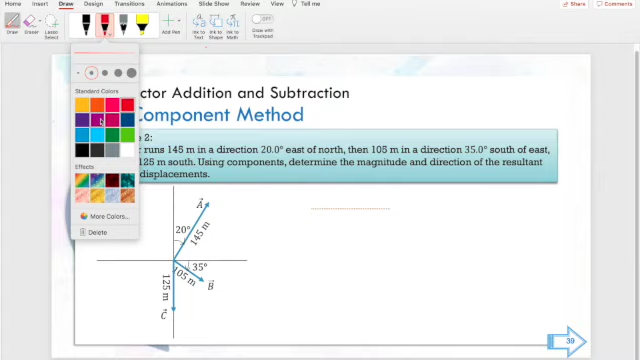 Home Insert Draw Design Transitions Animations Slide Show Tell me Share Comments
Draw Eraser Lasso Select Add Pen Ink to Text Ink to Shape Ink to Math Draw with Trackpad
OFF
Standard Colors
Effects
More Colors...
Delete
ctor Addition and Subtraction
Component Method
e 2:
r runs 145 m in a direction 20.0° east of north, then 105 m in a direction 35.0° south of east,
125 m south. Using components, determine the magnitude and direction of the resultant
displacements.
A
20°
145 m
35°
105 m
B
125 m
C
39